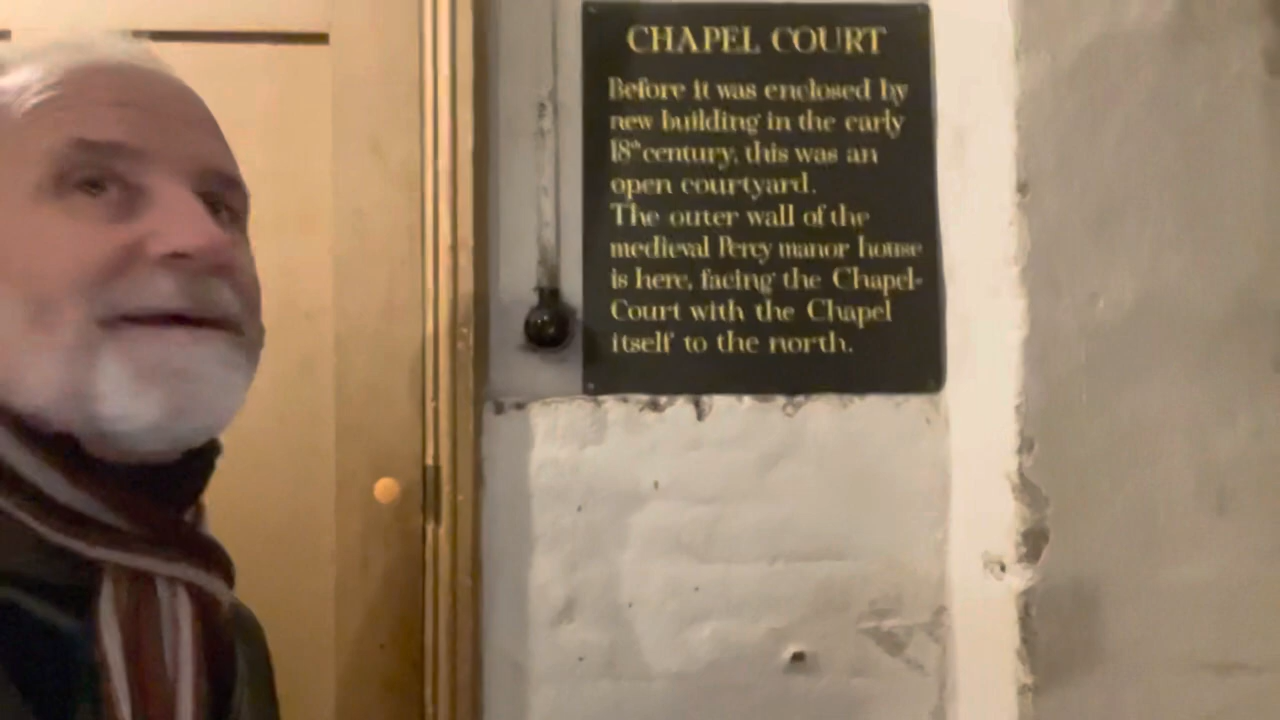 CHAPEL COURT
Before it was enclosed by
new building in the early
18th century, this was an
open courtyard.
The outer wall of the
medieval Percy manor house
is here, facing the Chapel-
Court with the Chapel
itself to the north.